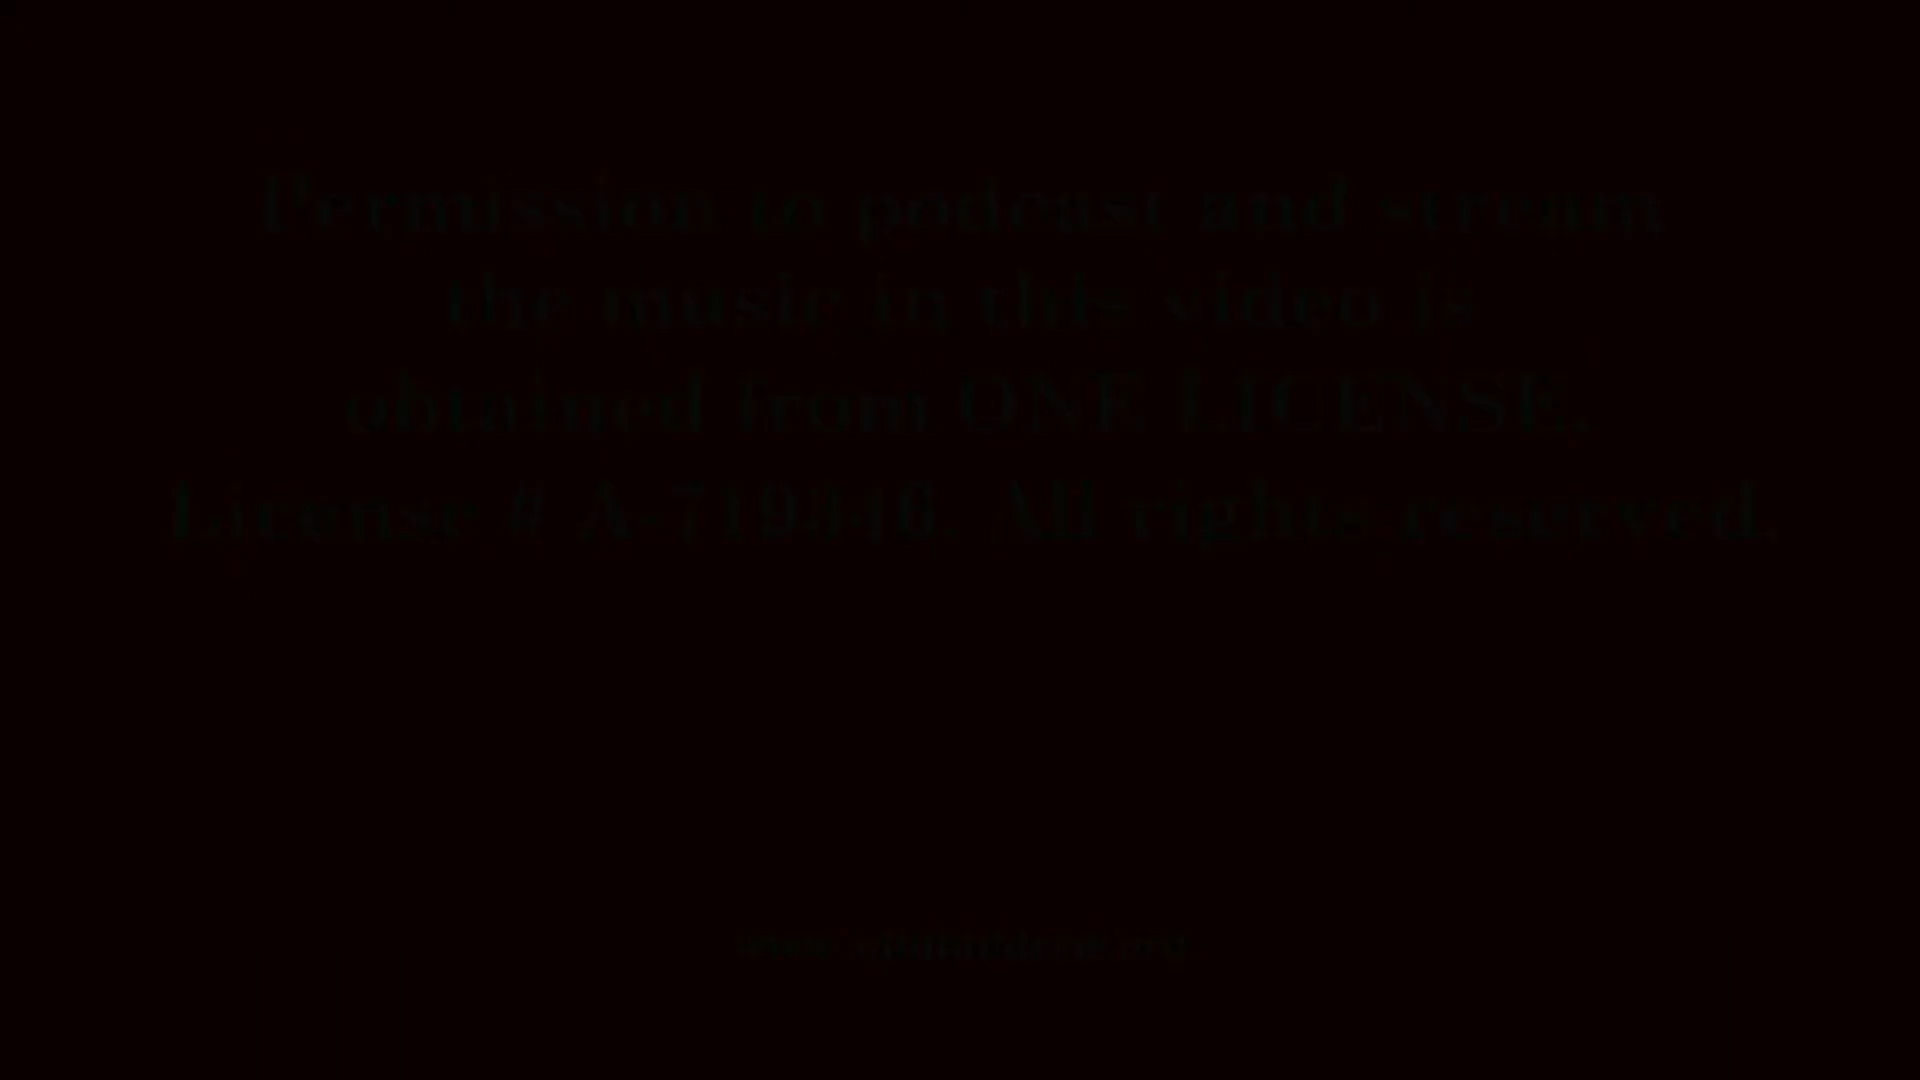 Permission to podcast and stream
the music in this video is
obtained from ONE LICENSE,
License # A-719346. All rights reserved.